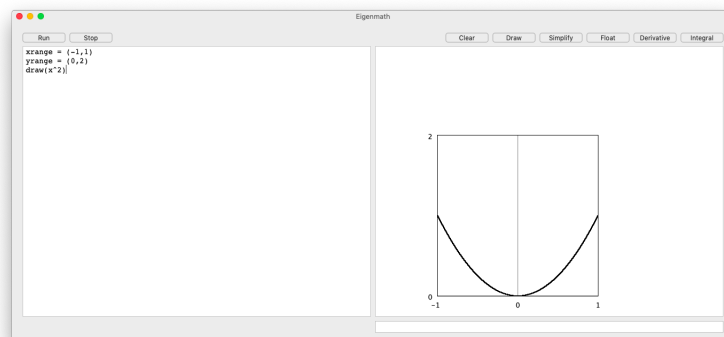 Eigenmath
Run Stop Clear Draw Simplify Float Derivative Integral
xrange = (-1,1)
yrange = (0,2)
draw(x^2)
2
0
-1 0 1